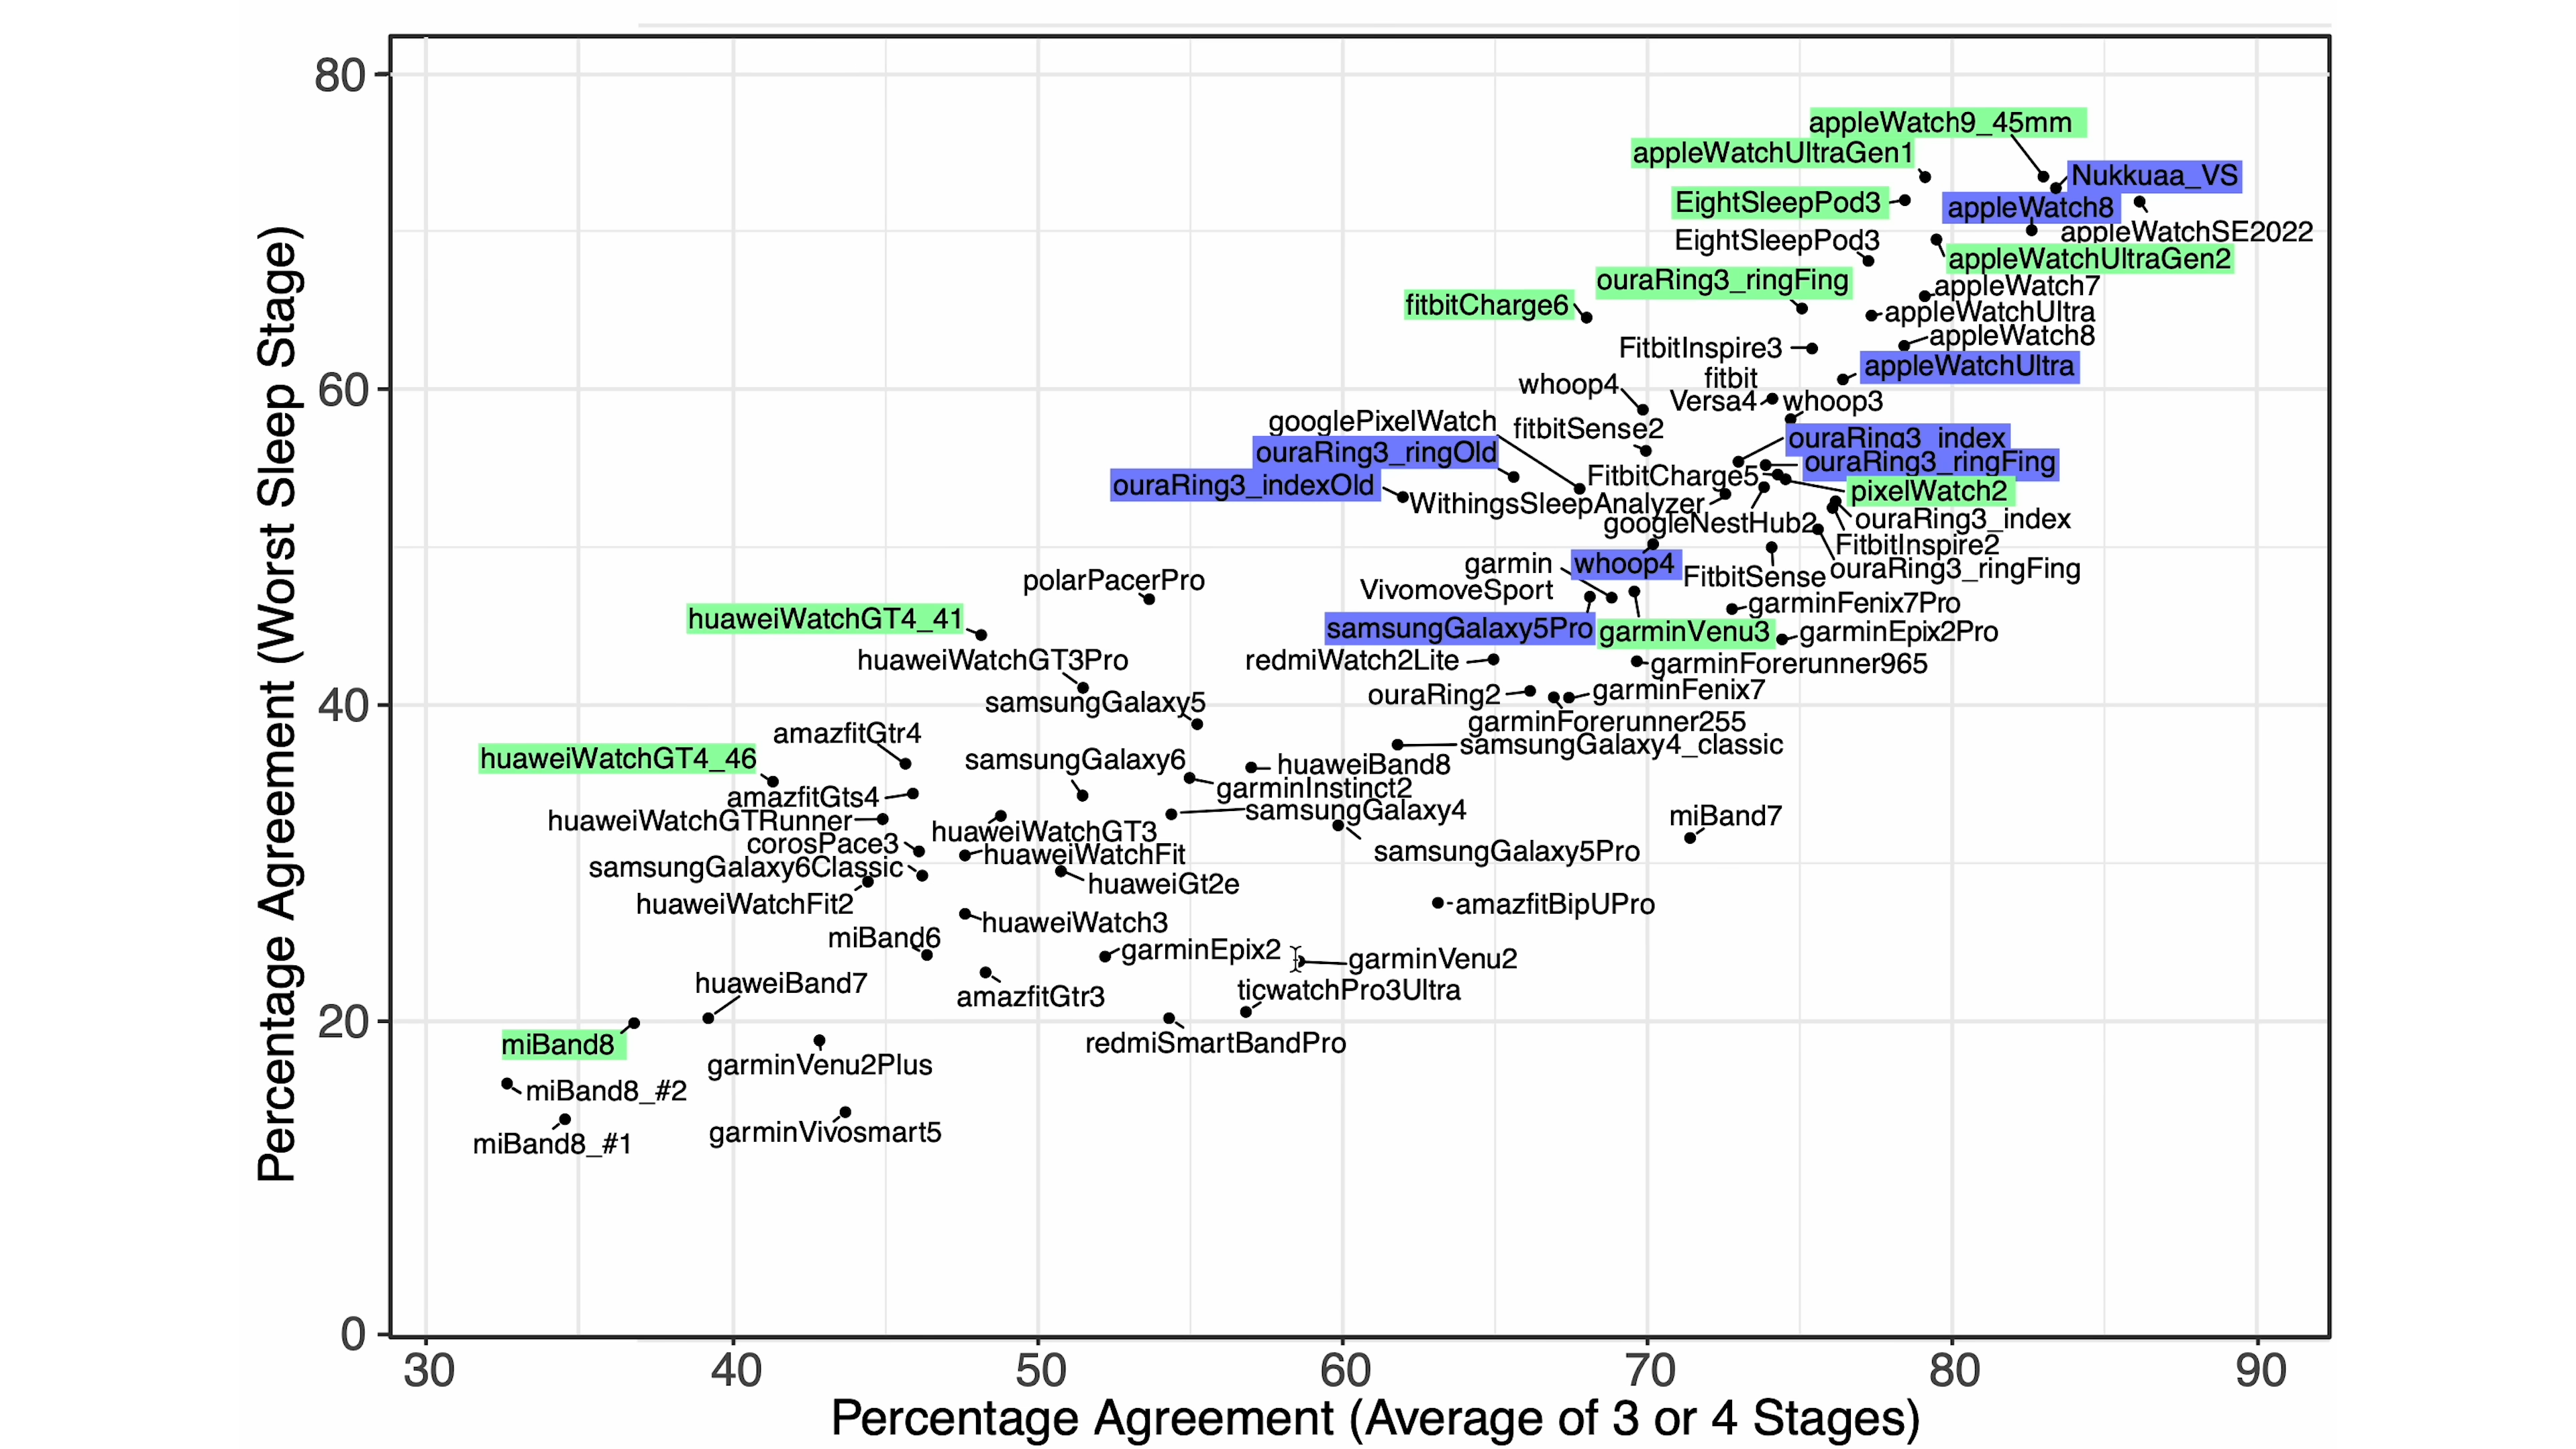 Percentage Agreement (Worst Sleep Stage)
80
appleWatch9_45mm
appleWatchUltraGen1
Nukkuaa_VS
EightSleepPod3
appleWatch8
appleWatchSE2022
EightSleepPod3
appleWatchUltraGen2
ouraRing3_ringFing
appleWatch7
fitbitCharge6
appleWatchUltra
appleWatch8
FitbitInspire3
appleWatchUltra
60
fitbit
Versa4
whoop4
whoop3
googlePixelWatch
fitbitSense2
ouraRing3_index
ouraRing3_ringOld
ouraRing3_ringFing
FitbitCharge5
ouraRing3_indexOld
pixelWatch2
WithingsSleepAnalyzer
googleNestHub2
ouraRing3_index
FitbitInspire2
garmin
VivomoveSport
whoop4
FitbitSense
ouraRing3_ringFing
polarPacerPro
garminFenix7Pro
huaweiWatchGT4_41
samsungGalaxy5Pro
garminVenu3
garminEpix2Pro
huaweiWatchGT3Pro
redmiWatch2Lite
garminForerunner965
40
samsungGalaxy5
ouraRing2
garminFenix7
garminForerunner255
amazfitGtr4
samsungGalaxy4_classic
huaweiWatchGT4_46
samsungGalaxy6
huaweiBand8
amazfitGts4
garminInstinct2
samsungGalaxy4
miBand7
huaweiWatchGTRunner
huaweiWatchGT3
corosPace3
huaweiWatchFit
samsungGalaxy5Pro
samsungGalaxy6Classic
huaweiGt2e
huaweiWatchFit2
amazfitBipUPro
huaweiWatch3
miBand6
garminEpix2
garminVenu2
huaweiBand7
amazfitGtr3
ticwatchPro3Ultra
20
miBand8
redmiSmartBandPro
garminVenu2Plus
miBand8_#2
garminVivosmart5
miBand8_#1
0
30 40 50 60 70 80 90
Percentage Agreement (Average of 3 or 4 Stages)